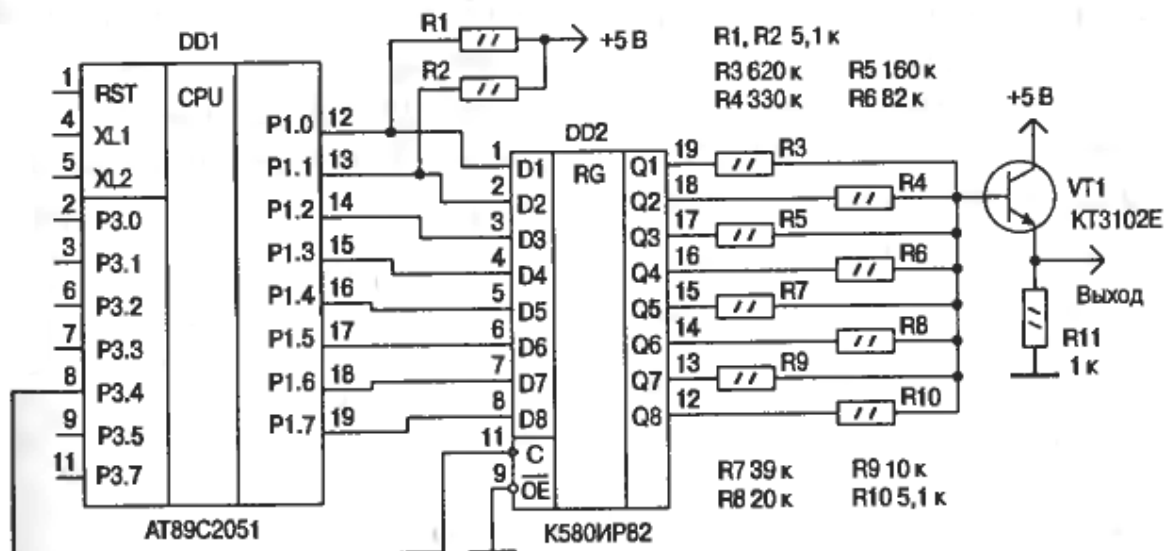 R1
+5 В
R1, R2 5,1 к
R3 620 к R5 160 к
R4 330 к R6 82 к
DD1
R2
+5 В
1 RST CPU
4 XL1
5 XL2
2 P3.0
3 P3.1
6 P3.2
7 P3.3
8 P3.4
9 P3.5
11 P3.7
P1.0 12
P1.1 13
P1.2 14
P1.3 15
P1.4 16
P1.5 17
P1.6 18
P1.7 19
AT89C2051
DD2
1 D1 RG Q1 19 R3
2 D2 Q2 18 R4
3 D3 Q3 17 R5
4 D4 Q4 16 R6
5 D5 Q5 15 R7
6 D6 Q6 14 R8
7 D7 Q7 13 R9
8 D8 Q8 12 R10
11 C
9 OE
К580ИР82
VT1
КТ3102Е
Выход
R11
1 к
R7 39 к R9 10 к
R8 20 к R10 5,1 к